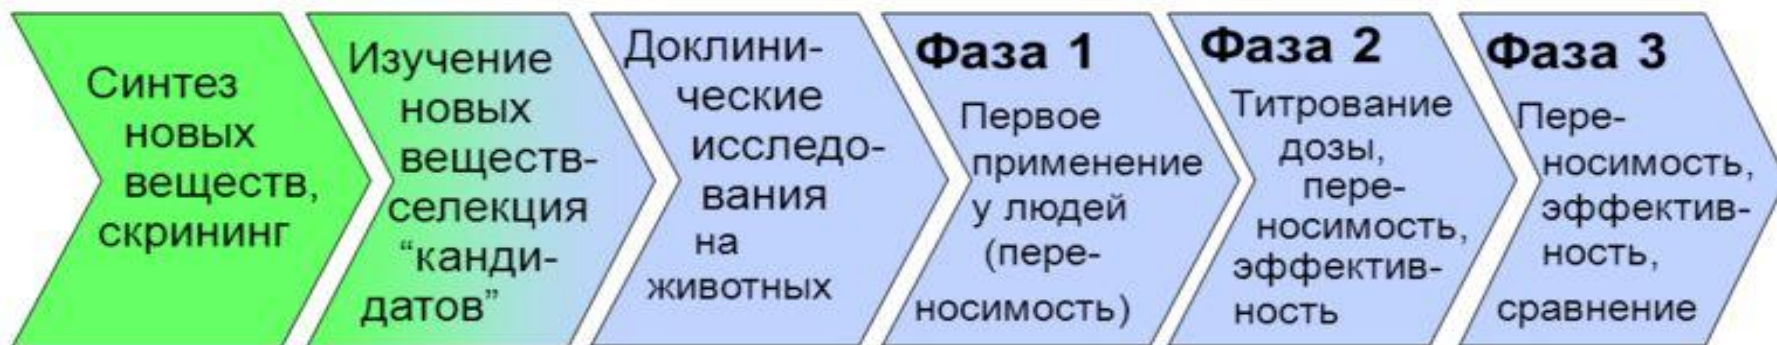 Синтез
новых
веществ,
скрининг
Изучение
новых
веществ-
селекция
“канди-
датов”
Доклини-
ческие
исследо-
вания
на
животных
Фаза 1
Первое
применение
у людей
(пере-
носимость)
Фаза 2
Титрование
дозы,
пере-
носимость,
эффектив-
ность
Фаза 3
Пере-
носимость,
эффектив-
ность,
сравнение